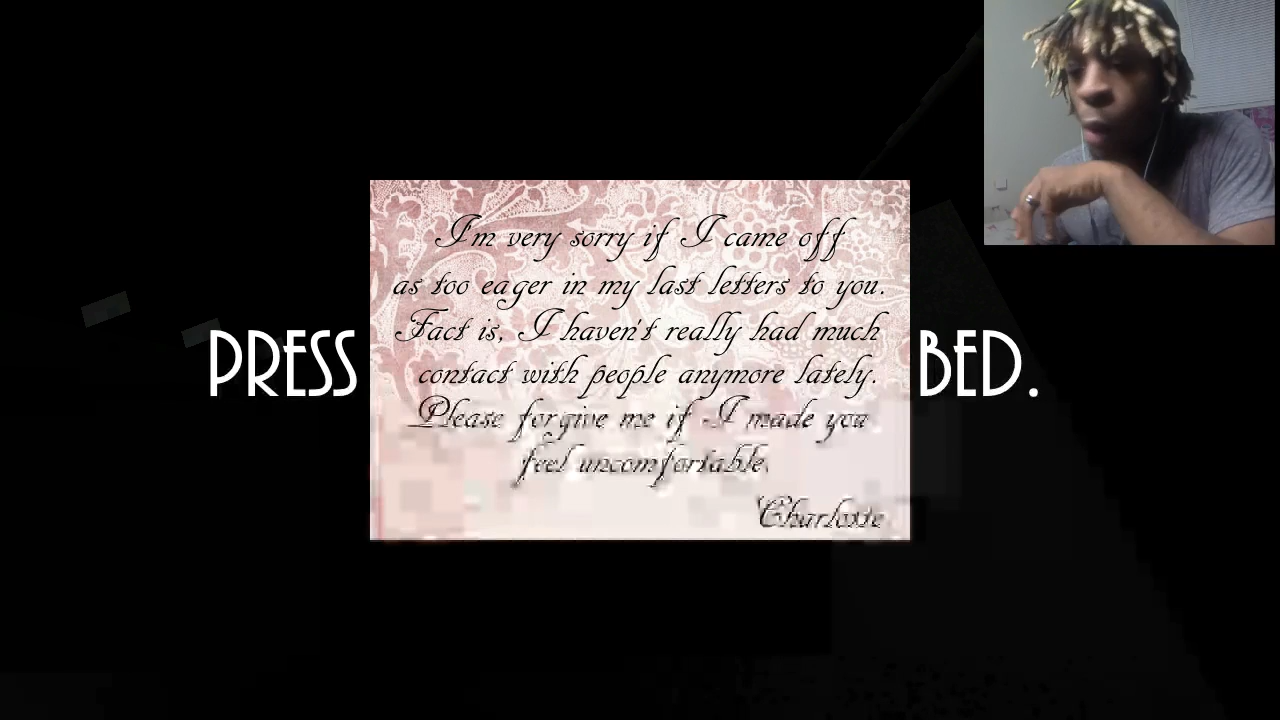 I'm very sorry if I came off
as too eager in my last letters to you.
Fact is, I haven't really had much
contact with people anymore lately.
Please forgive me if I made you
feel uncomfortable.
Charlotte
PRESS BED.